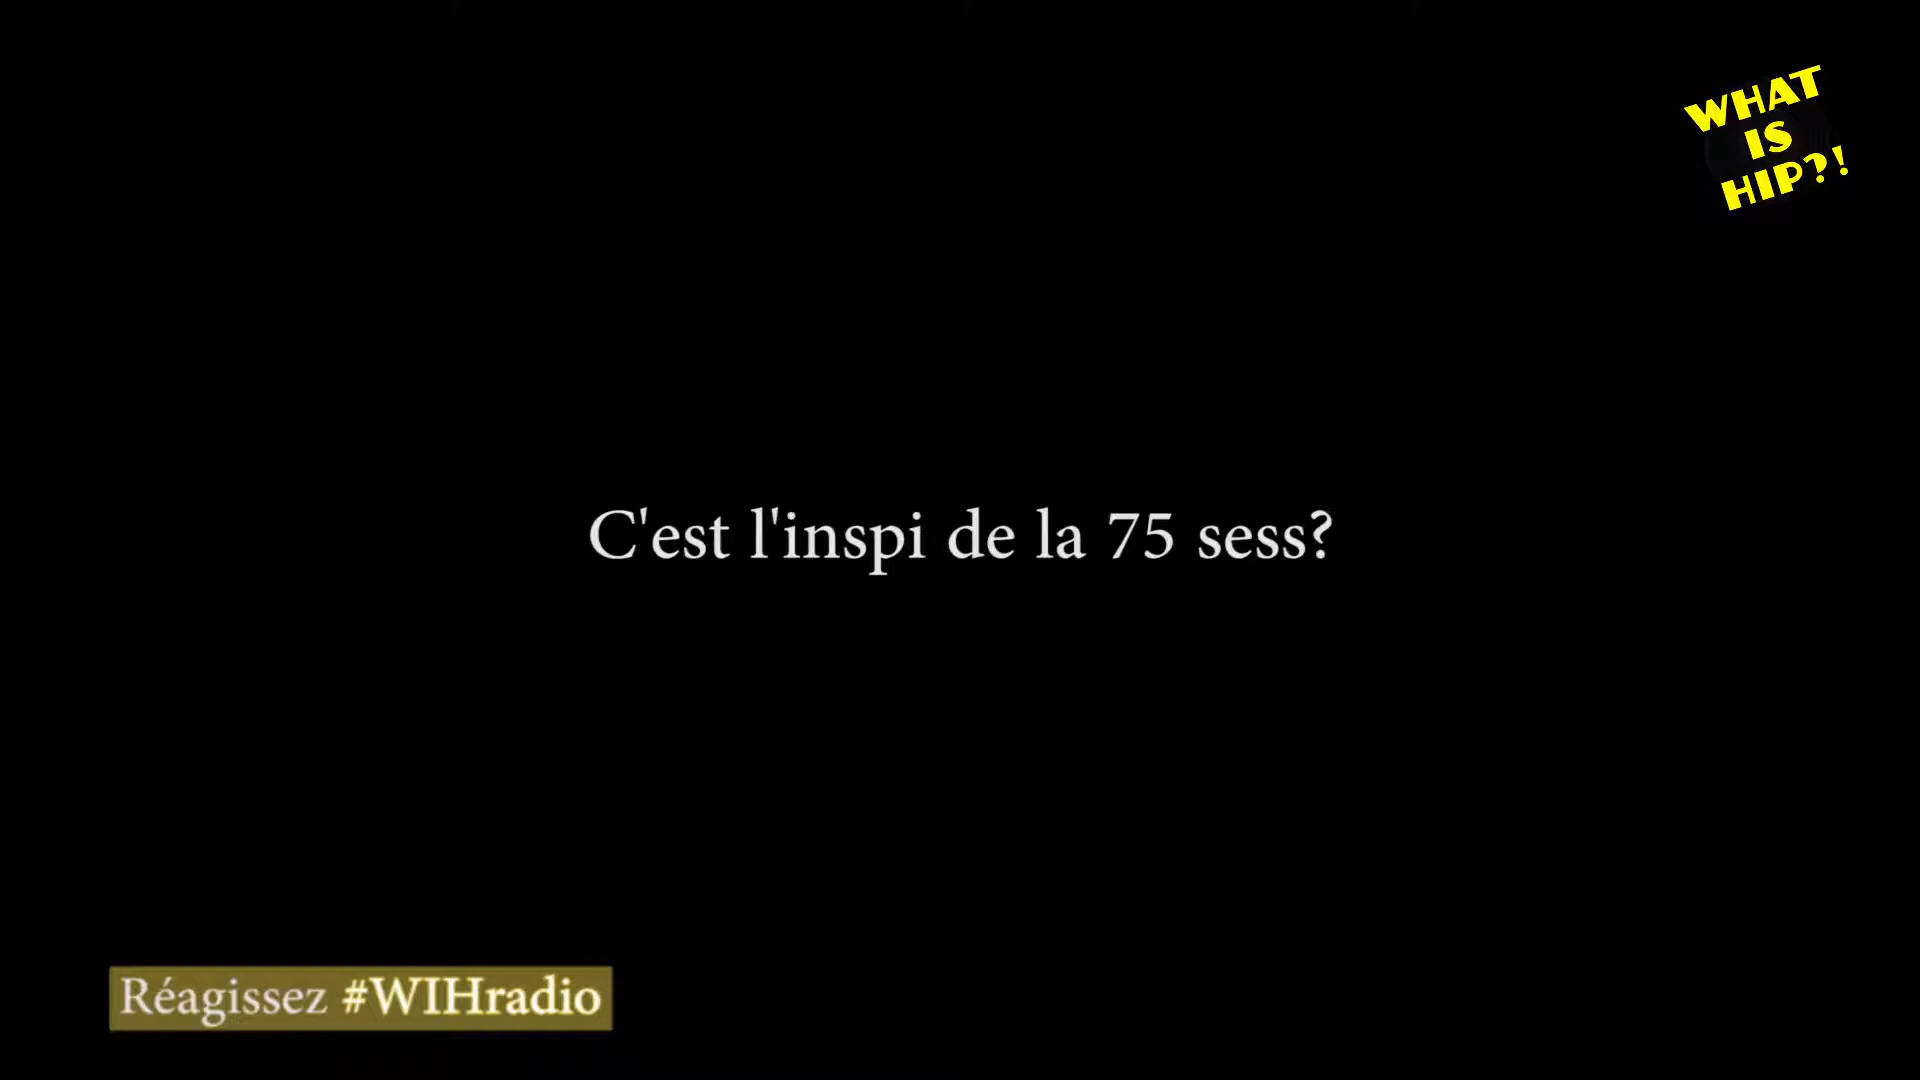 WHAT
IS
HIP?!
C'est l'inspi de la 75 sess?
Réagissez #WIHradio